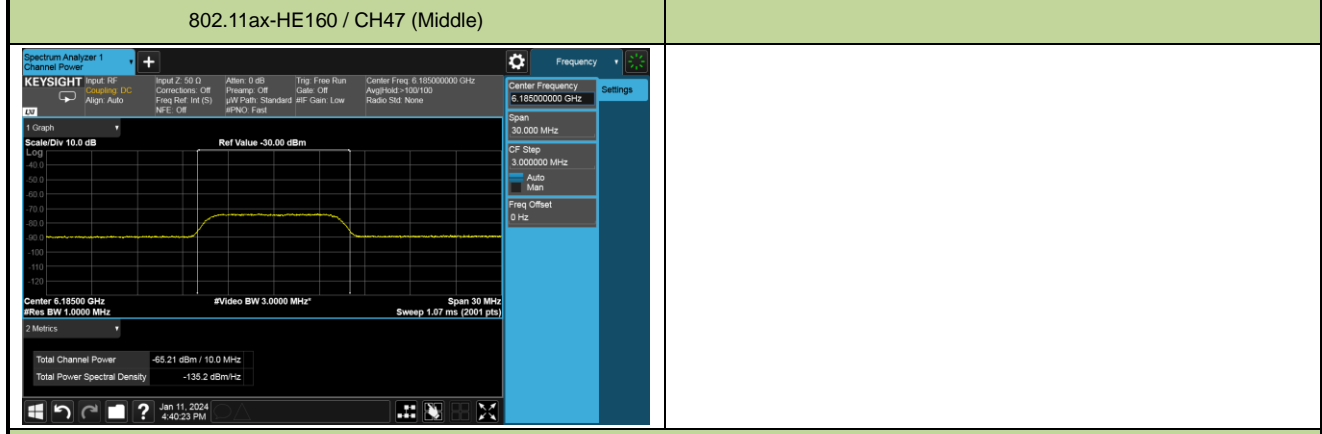 802.11ax-HE160 / CH47 (Middle)
Spectrum Analyzer 1
Channel Power
Frequency
KEYSIGHT
Input: RF
Coupling: DC
Align: Auto
Input Z: 50 Ω
Corrections: Off
Freq Ref: Int (S)
NFE: Off
Atten: 0 dB
Preamp: Off
µW Path: Standard
#PNO: Fast
Trig: Free Run
Gate: Off
#IF Gain: Low
Center Freq: 6.185000000 GHz
Avg|Hold:>100/100
Radio Std: None
LXI
Center Frequency
6.185000000 GHz
Settings
Span
30.000 MHz
CF Step
3.000000 MHz
Auto
Man
Freq Offset
0 Hz
1 Graph
Scale/Div 10.0 dB
Ref Value -30.00 dBm
Log
-40.0
-50.0
-60.0
-70.0
-80.0
-90.0
-100
-110
-120
Center 6.18500 GHz
#Video BW 3.0000 MHz*
Span 30 MHz
#Res BW 1.0000 MHz
Sweep 1.07 ms (2001 pts)
2 Metrics
Total Channel Power -65.21 dBm / 10.0 MHz
Total Power Spectral Density -135.2 dBm/Hz
Jan 11, 2024
4:40:23 PM